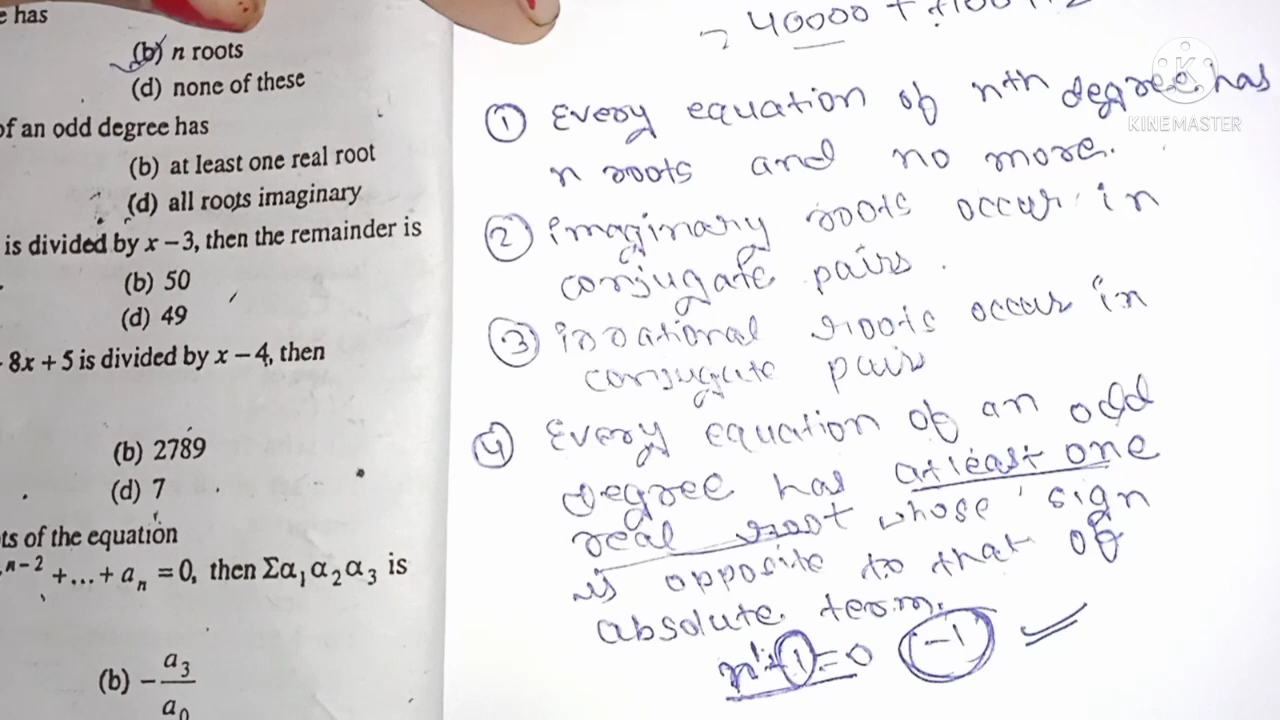 e has
(b) n roots
(d) none of these
of an odd degree has
(b) at least one real root
(d) all roots imaginary
is divided by x – 3, then the remainder is
(b) 50
(d) 49
8x + 5 is divided by x – 4, then
(b) 2789
(d) 7
ts of the equation
n–2 +...+ aₙ = 0, then Σα₁α₂α₃ is
(b) – a₃/a₀
40000 +
① Every equation of nth degree has
n roots and no more.
② imaginary roots occur in
conjugate pairs.
③ irrational roots occur in
conjugate pair
④ Every equation of an odd
degree has atleast one
real root whose sign
is opposite to that of
absolute term.
+1=0 (-1)
KINEMASTER